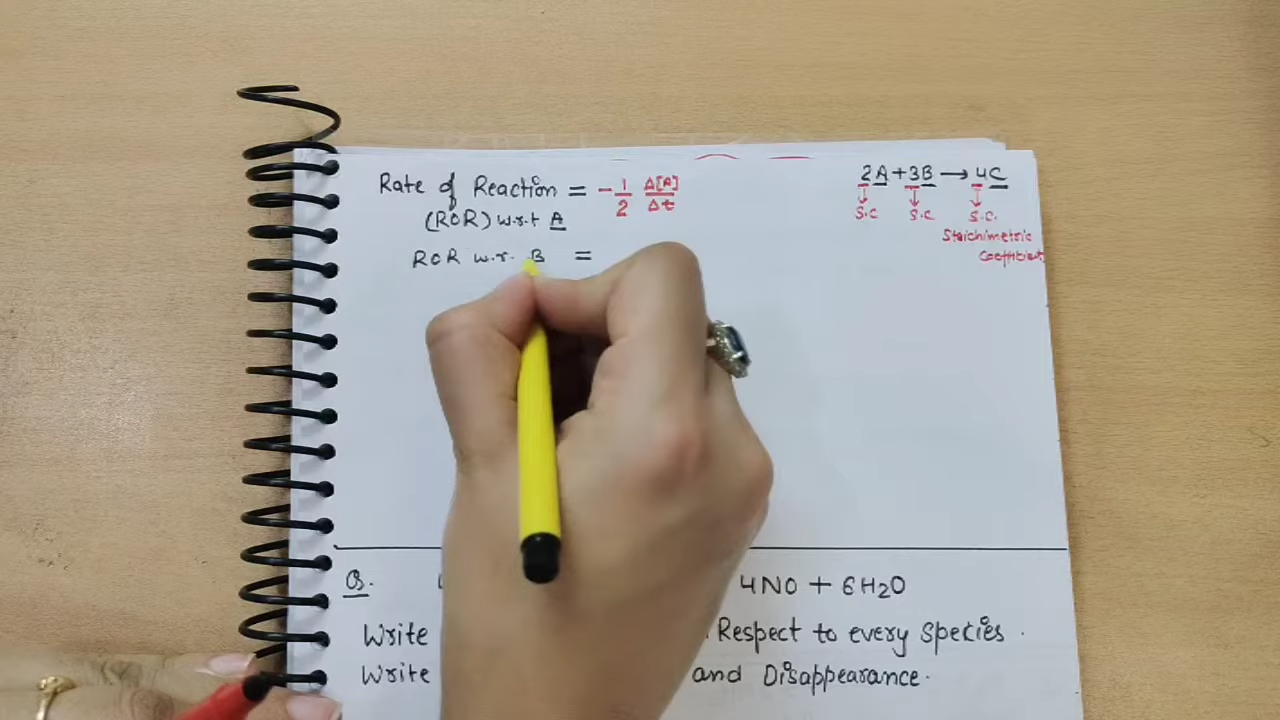 Rate of Reaction = -1/2 Δ[A]/Δt
(ROR) w.r.t A
ROR w.r. B =
2A + 3B → 4C
S.C S.C S.C.
Stoichimetric
Coefficient
Q. 4NO + 6H₂O
Write . Respect to every species .
Write and Disappearance.